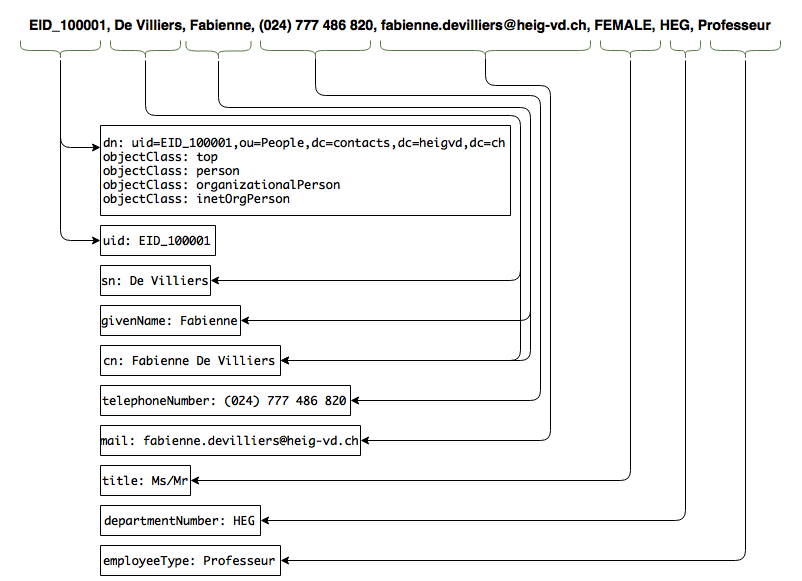 EID_100001, De Villiers, Fabienne, (024) 777 486 820, fabienne.devilliers@heig-vd.ch, FEMALE, HEG, Professeur
dn: uid=EID_100001,ou=People,dc=contacts,dc=heigvd,dc=ch
objectClass: top
objectClass: person
objectClass: organizationalPerson
objectClass: inetOrgPerson
uid: EID_100001
sn: De Villiers
givenName: Fabienne
cn: Fabienne De Villiers
telephoneNumber: (024) 777 486 820
mail: fabienne.devilliers@heig-vd.ch
title: Ms/Mr
departmentNumber: HEG
employeeType: Professeur